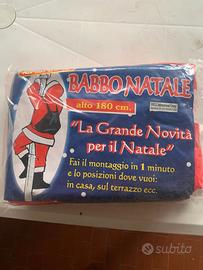 BABBO NATALE
alto 180 cm.
"La Grande Novità
per il Natale"
Fai il montaggio in 1 minuto
e lo posizioni dove vuoi:
in casa, sul terrazzo ecc.
subito